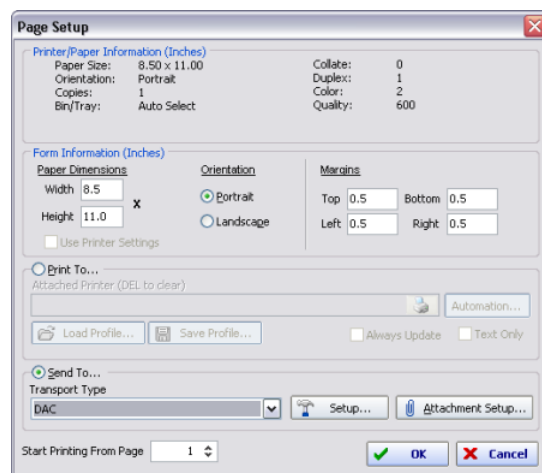 Page Setup
Printer/Paper Information (Inches)
Paper Size: 8.50 x 11.00 Collate: 0
Orientation: Portrait Duplex: 1
Copies: 1 Color: 2
Bin/Tray: Auto Select Quality: 600
Form Information (Inches)
Paper Dimensions Orientation Margins
Width 8.5 Portrait Top 0.5 Bottom 0.5
x
Height 11.0 Landscape Left 0.5 Right 0.5
Use Printer Settings
Print To...
Attached Printer (DEL to clear)
Automation...
Load Profile... Save Profile... Always Update Text Only
Send To...
Transport Type
DAC Setup... Attachment Setup...
Start Printing From Page 1 OK Cancel